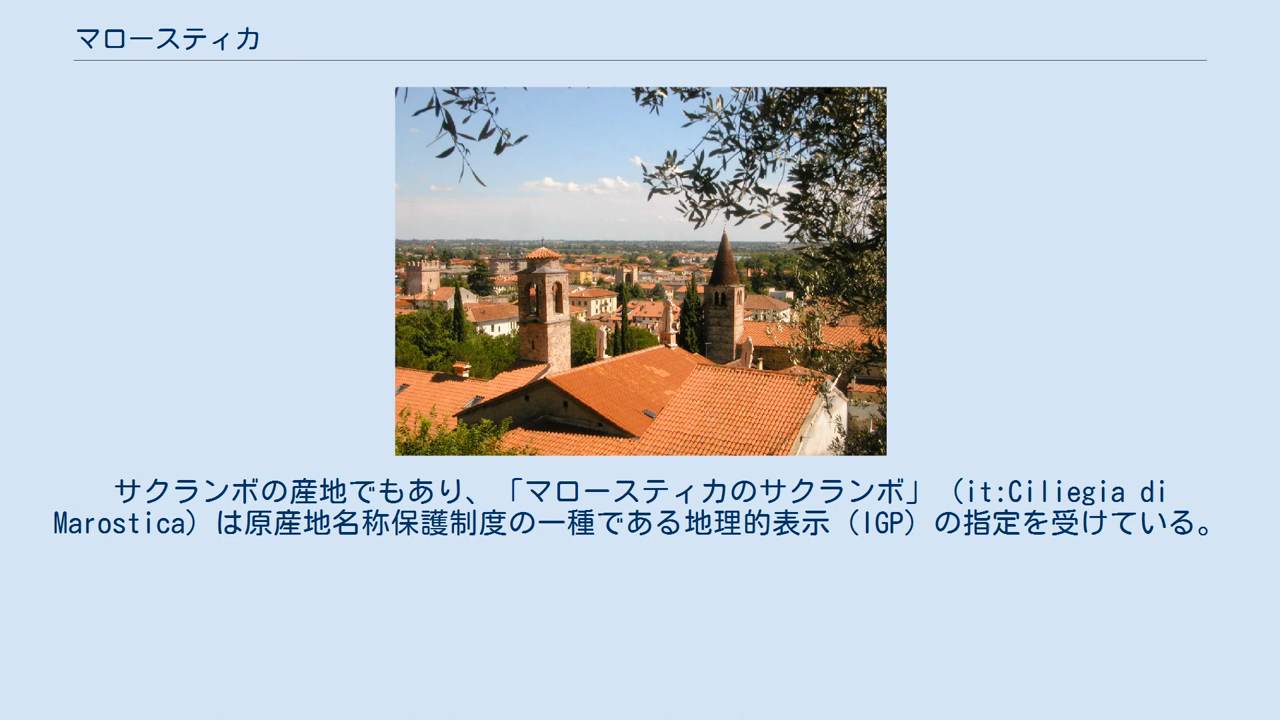 マロースティカ
サクランボの産地でもあり、「マロースティカのサクランボ」（it:Ciliegia di
Marostica）は原産地名称保護制度の一種である地理的表示（IGP）の指定を受けている。